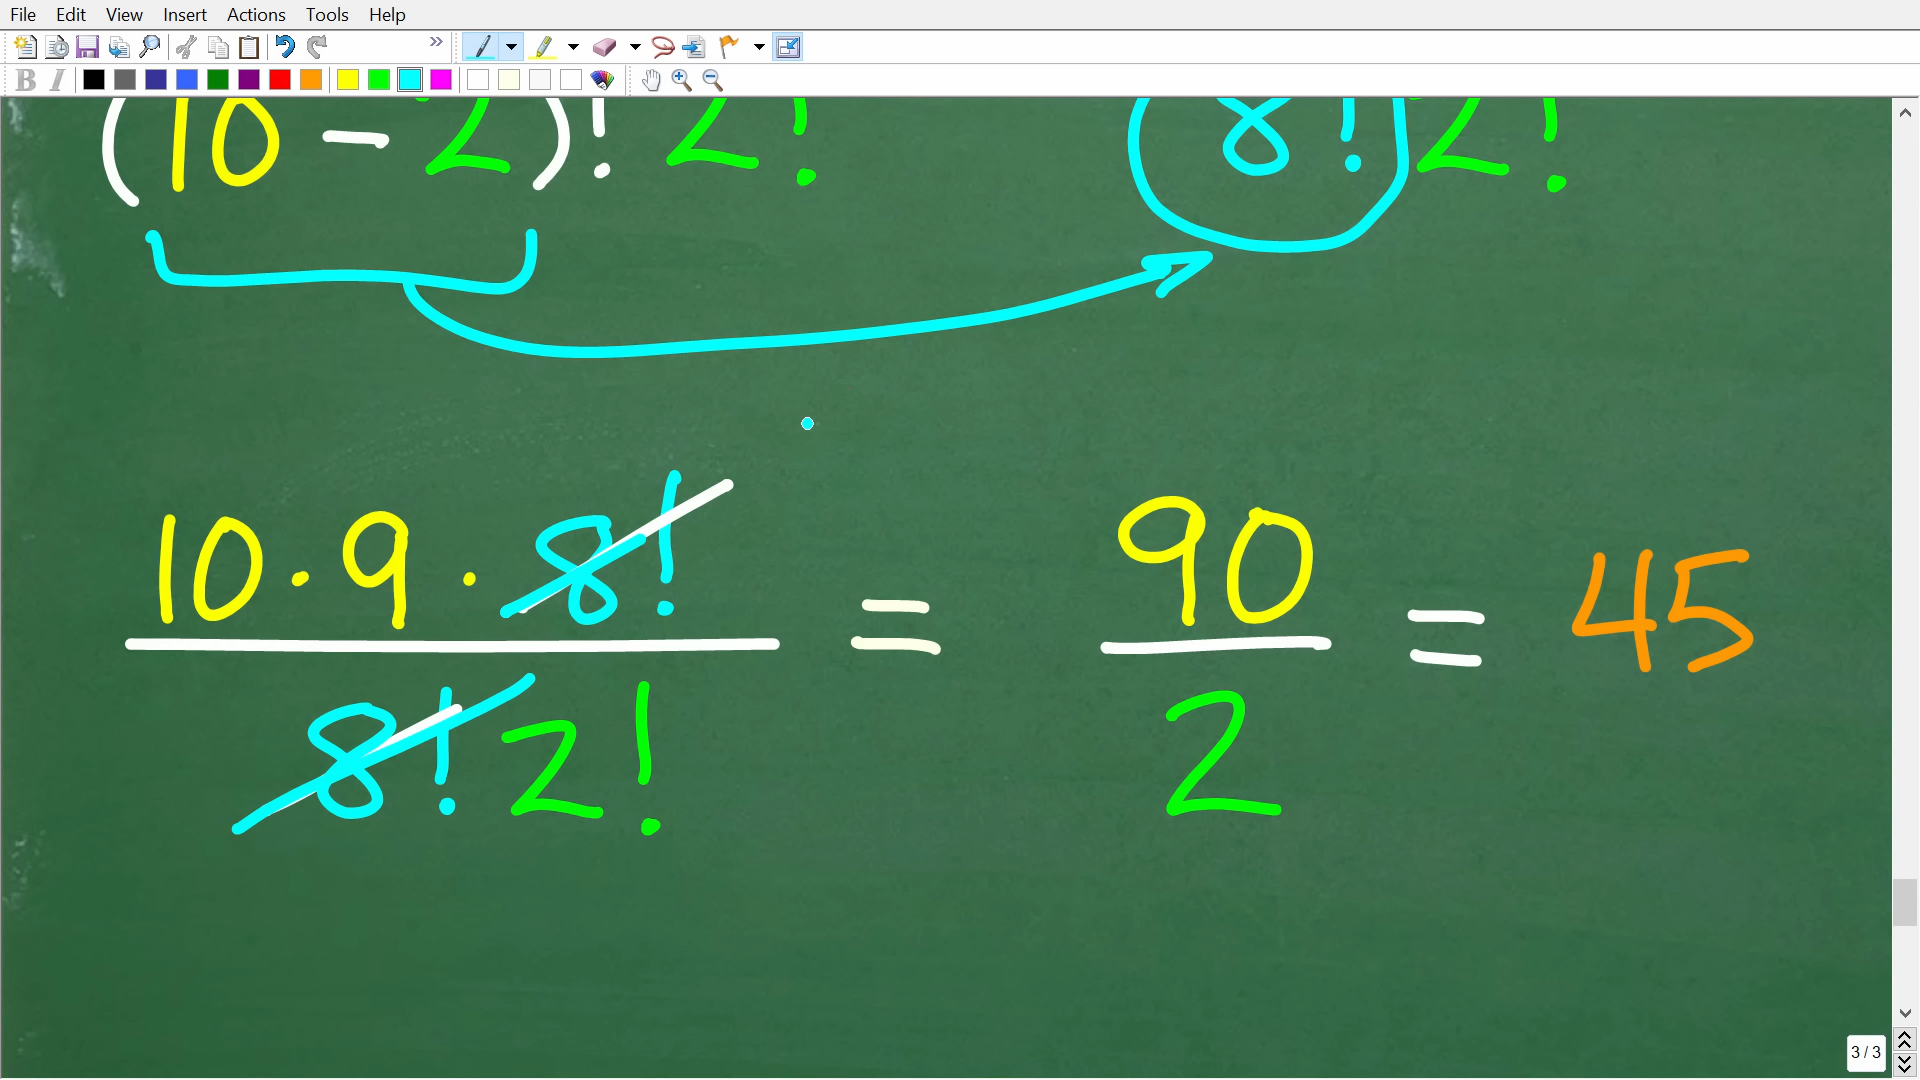 File Edit View Insert Actions Tools Help
»
B I
(10 - 2)! 2! 8! 2!
10 · 9 · 8! = 90 = 45
8! 2! 2
3 / 3